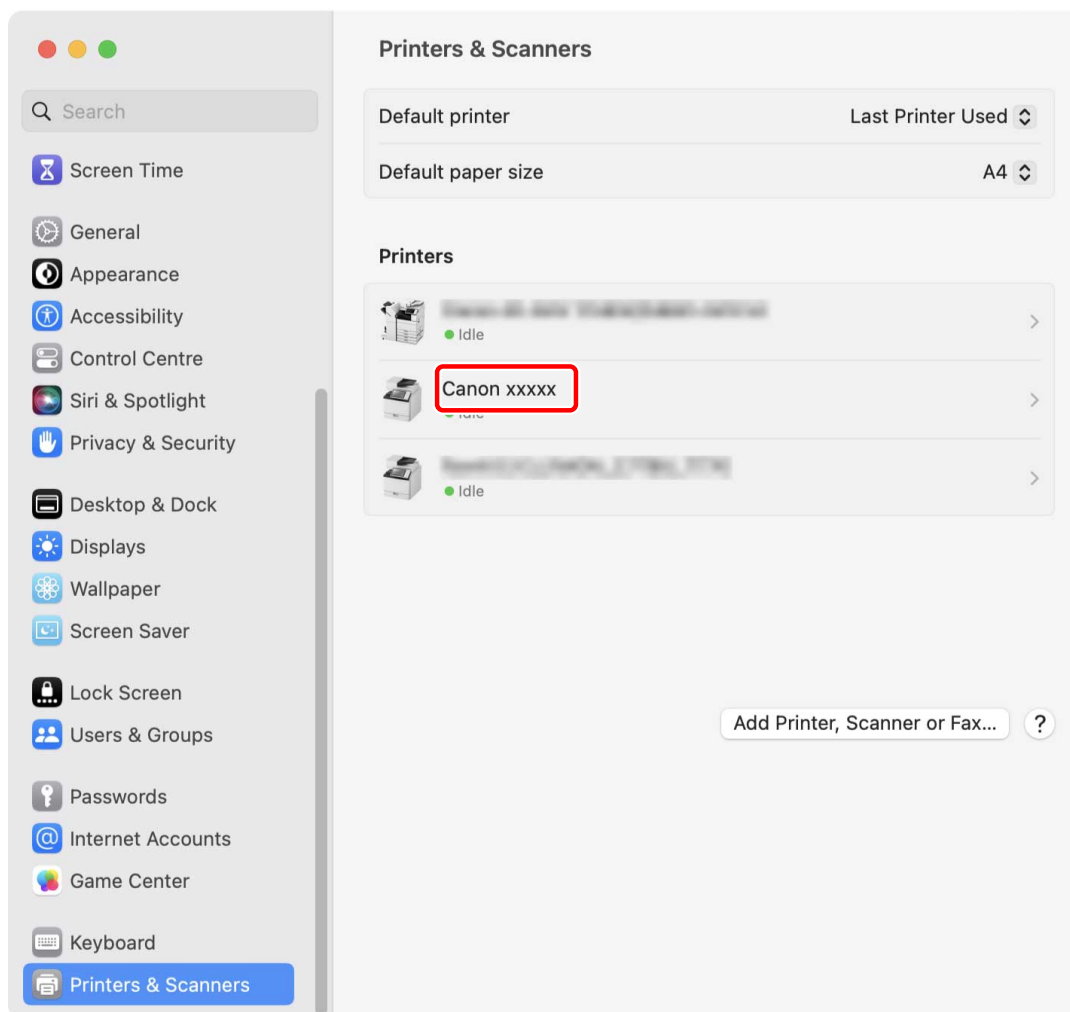 Search
Screen Time
General
Appearance
Accessibility
Control Centre
Siri & Spotlight
Privacy & Security
Desktop & Dock
Displays
Wallpaper
Screen Saver
Lock Screen
Users & Groups
Passwords
Internet Accounts
Game Center
Keyboard
Printers & Scanners
Printers & Scanners
Default printer Last Printer Used
Default paper size A4
Printers
Idle
Canon xxxxx
Idle
Idle
Add Printer, Scanner or Fax... ?